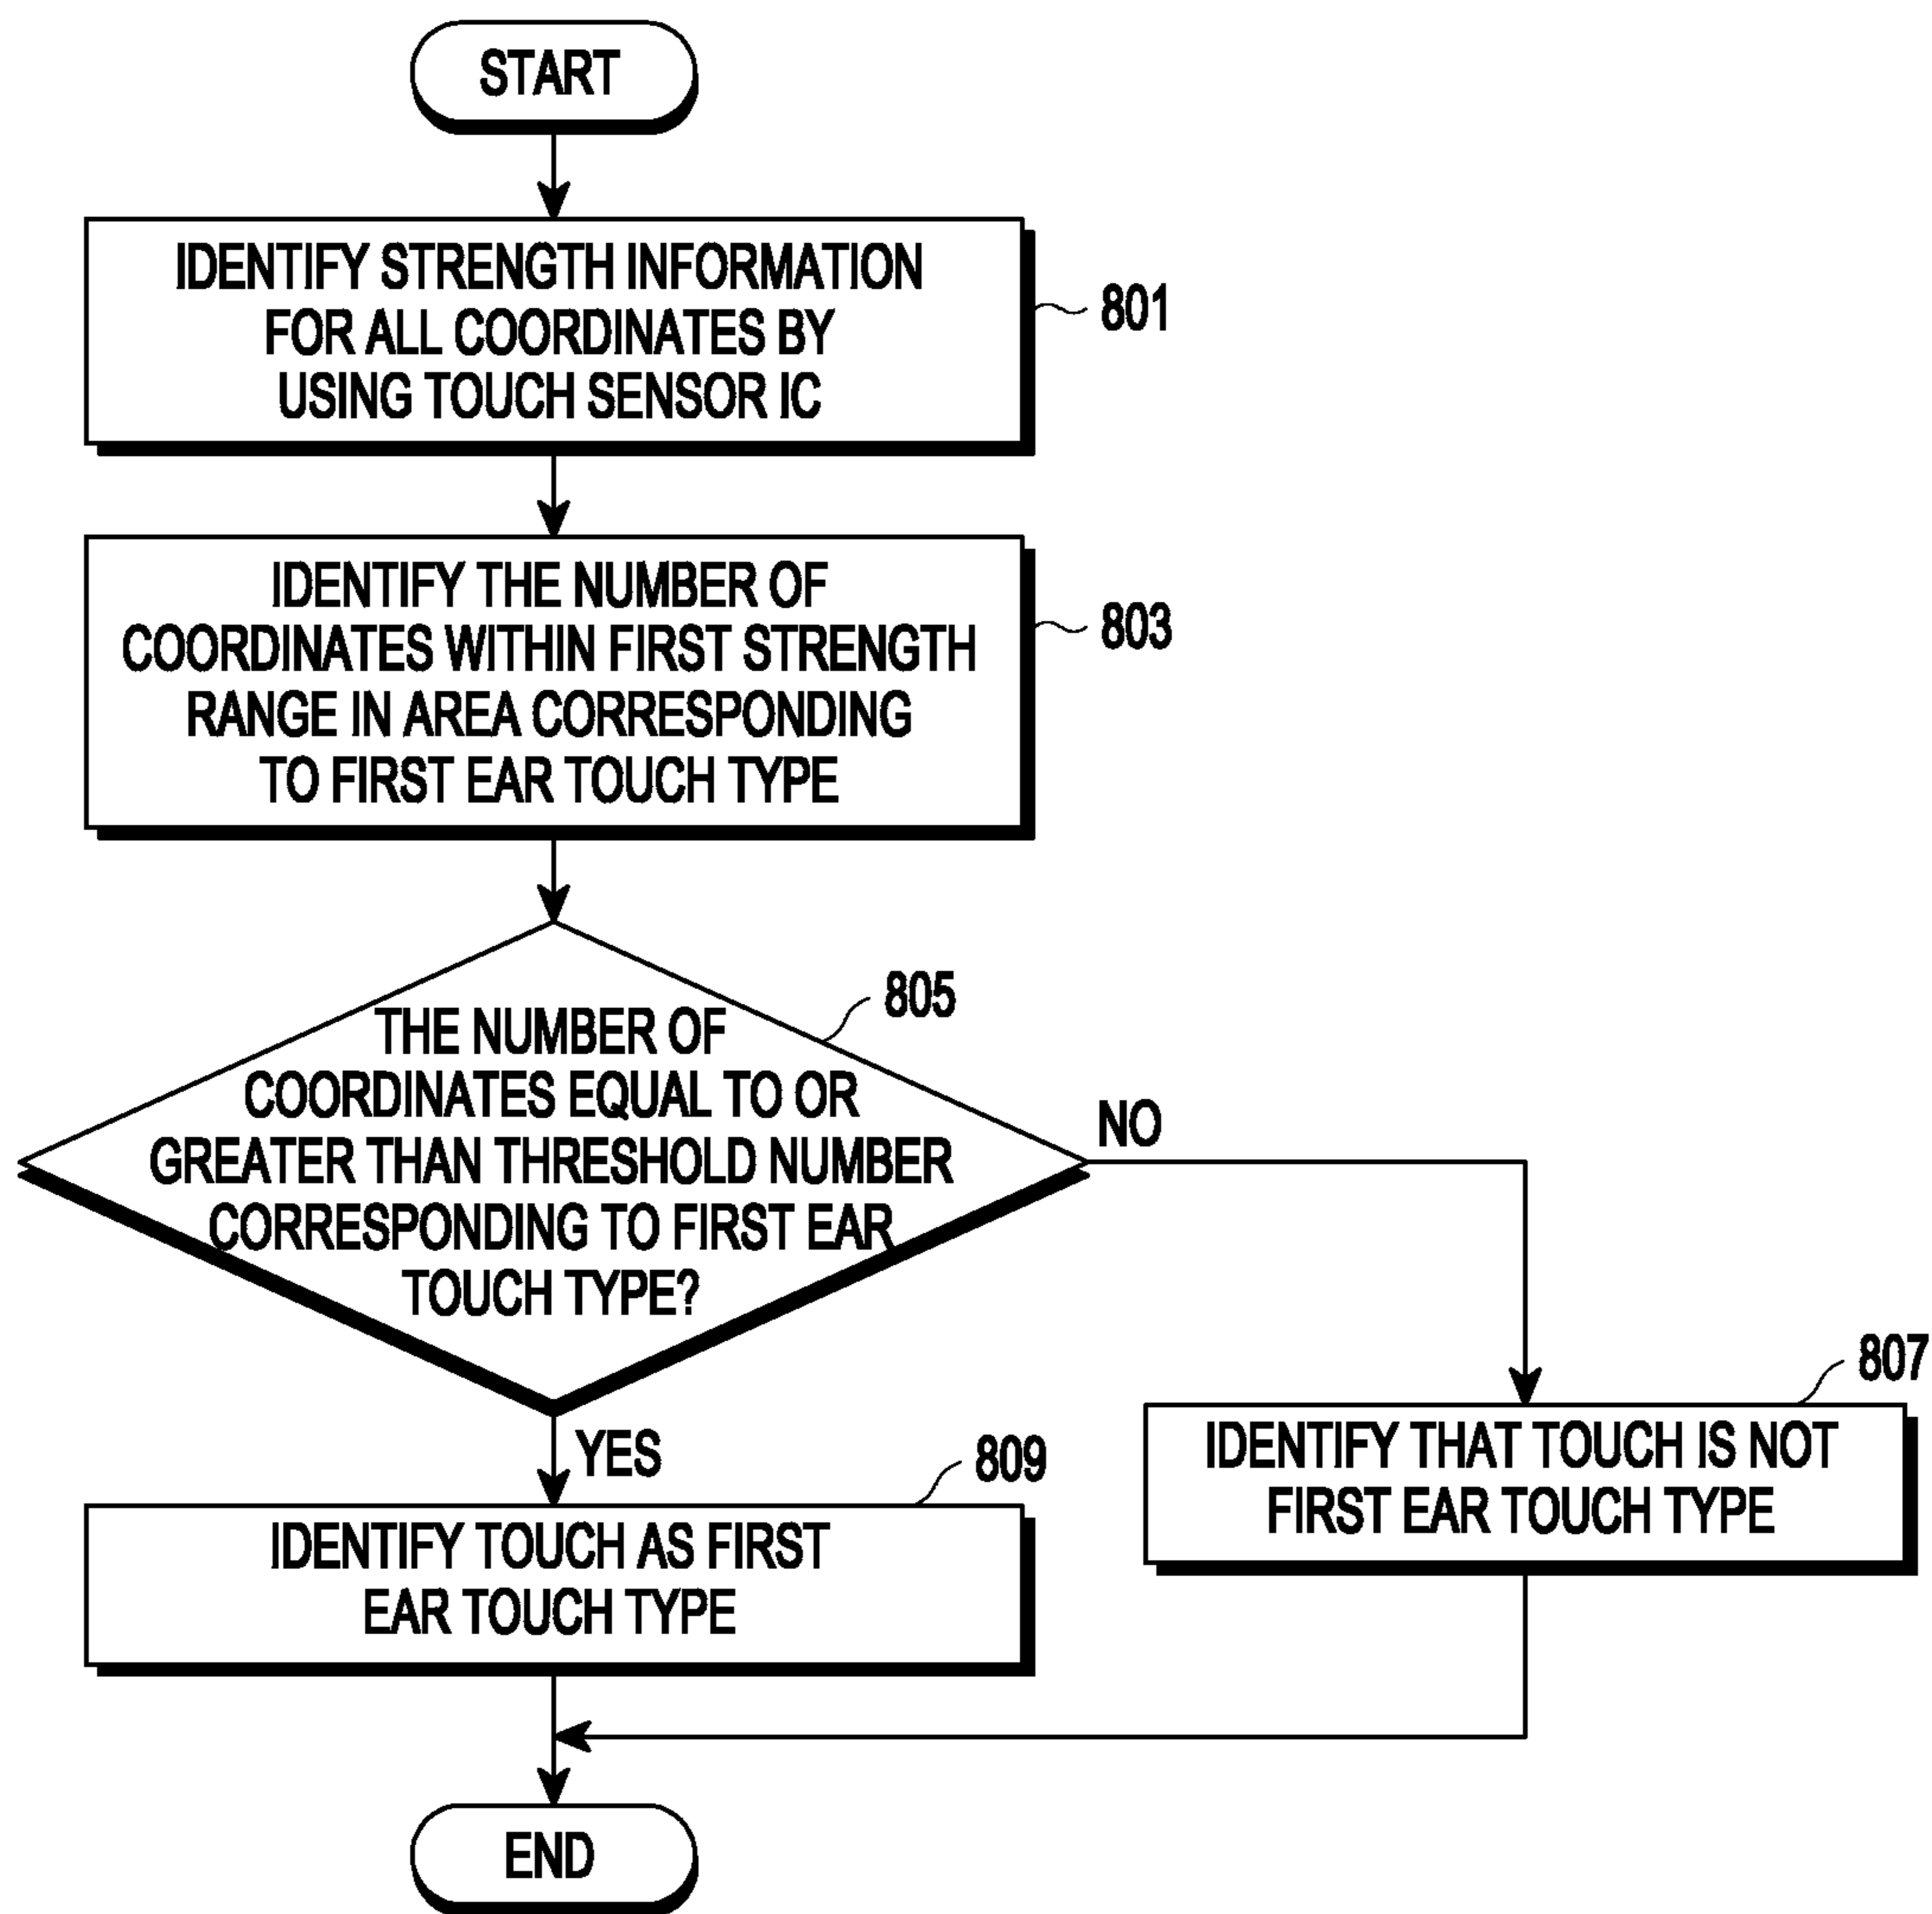 START
IDENTIFY STRENGTH INFORMATION
FOR ALL COORDINATES BY
USING TOUCH SENSOR IC
801
IDENTIFY THE NUMBER OF
COORDINATES WITHIN FIRST STRENGTH
RANGE IN AREA CORRESPONDING
TO FIRST EAR TOUCH TYPE
803
805
THE NUMBER OF
COORDINATES EQUAL TO OR
GREATER THAN THRESHOLD NUMBER
CORRESPONDING TO FIRST EAR
TOUCH TYPE?
NO
YES
807
IDENTIFY THAT TOUCH IS NOT
FIRST EAR TOUCH TYPE
809
IDENTIFY TOUCH AS FIRST
EAR TOUCH TYPE
END